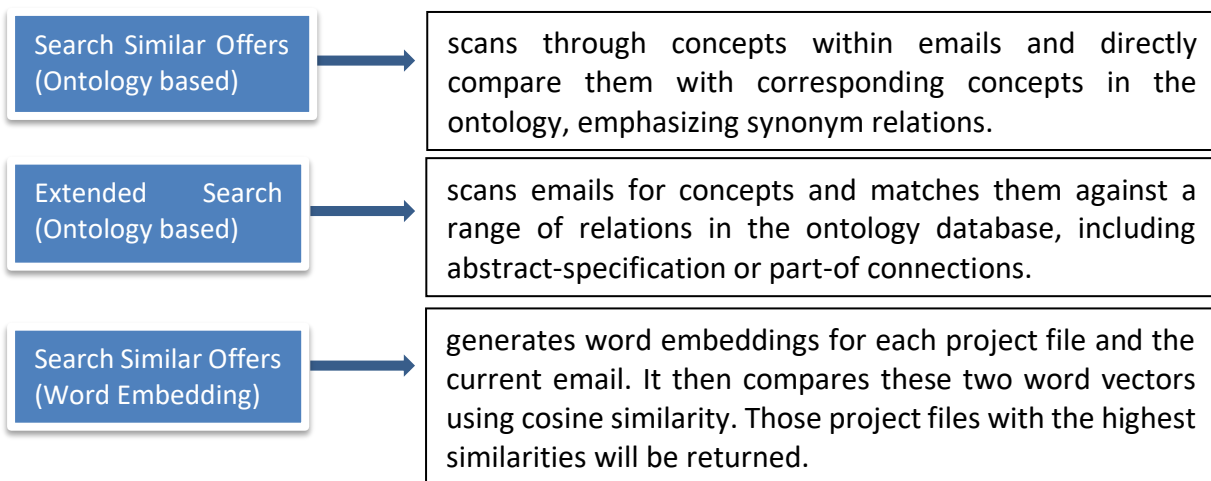 Search Similar Offers
(Ontology based)
scans through concepts within emails and directly
compare them with corresponding concepts in the
ontology, emphasizing synonym relations.
Extended Search
(Ontology based)
scans emails for concepts and matches them against a
range of relations in the ontology database, including
abstract-specification or part-of connections.
Search Similar Offers
(Word Embedding)
generates word embeddings for each project file and the
current email. It then compares these two word vectors
using cosine similarity. Those project files with the highest
similarities will be returned.